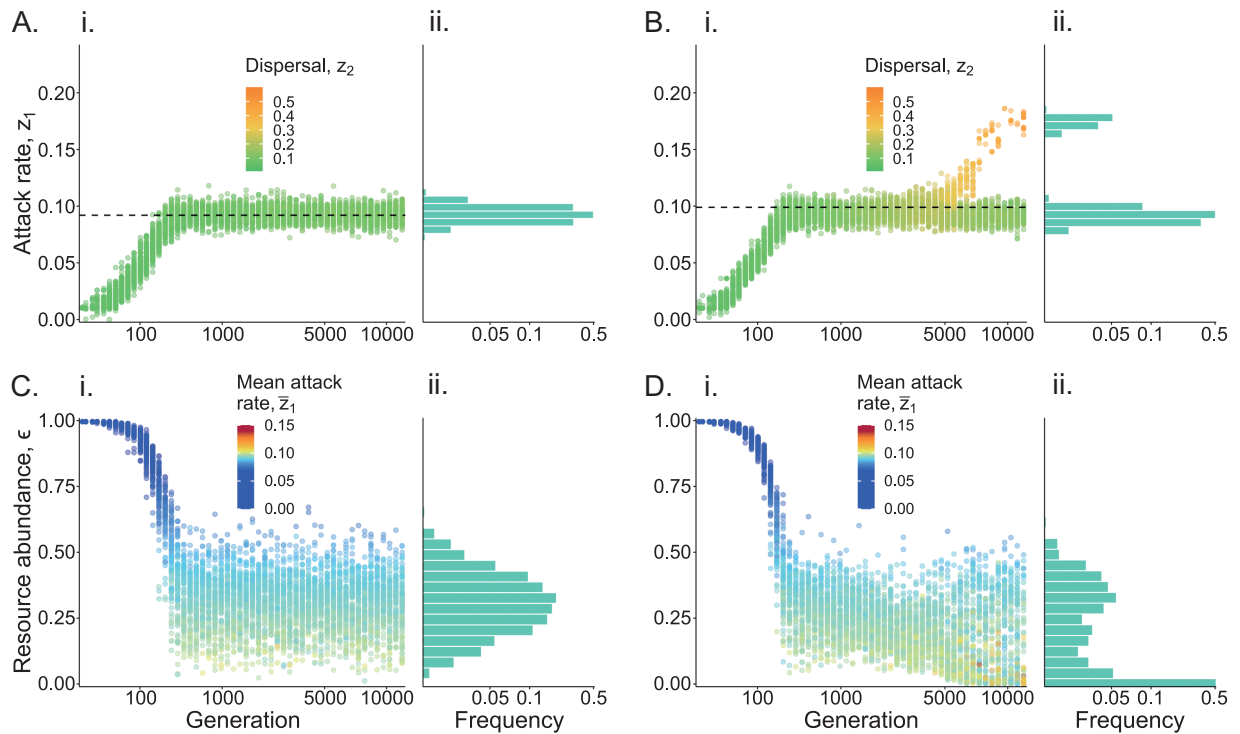 A.
i.
ii.
Dispersal, z2
0.5
0.4
0.3
0.2
0.1
Attack rate, z1
0.20
0.15
0.10
0.05
0.00
100
1000
5000
10000
0.05
0.1
0.5
B.
i.
ii.
Dispersal, z2
0.5
0.4
0.3
0.2
0.1
0.20
0.15
0.10
0.05
0.00
100
1000
5000
10000
0.05
0.1
0.5
C.
i.
ii.
Mean attack
rate, z̅1
0.15
0.10
0.05
0.00
Resource abundance, ϵ
1.00
0.75
0.50
0.25
0.00
100
1000
5000
10000
Generation
0.05
0.1
0.5
Frequency
D.
i.
ii.
Mean attack
rate, z̅1
0.15
0.10
0.05
0.00
1.00
0.75
0.50
0.25
0.00
100
1000
5000
10000
Generation
0.05
0.1
0.5
Frequency